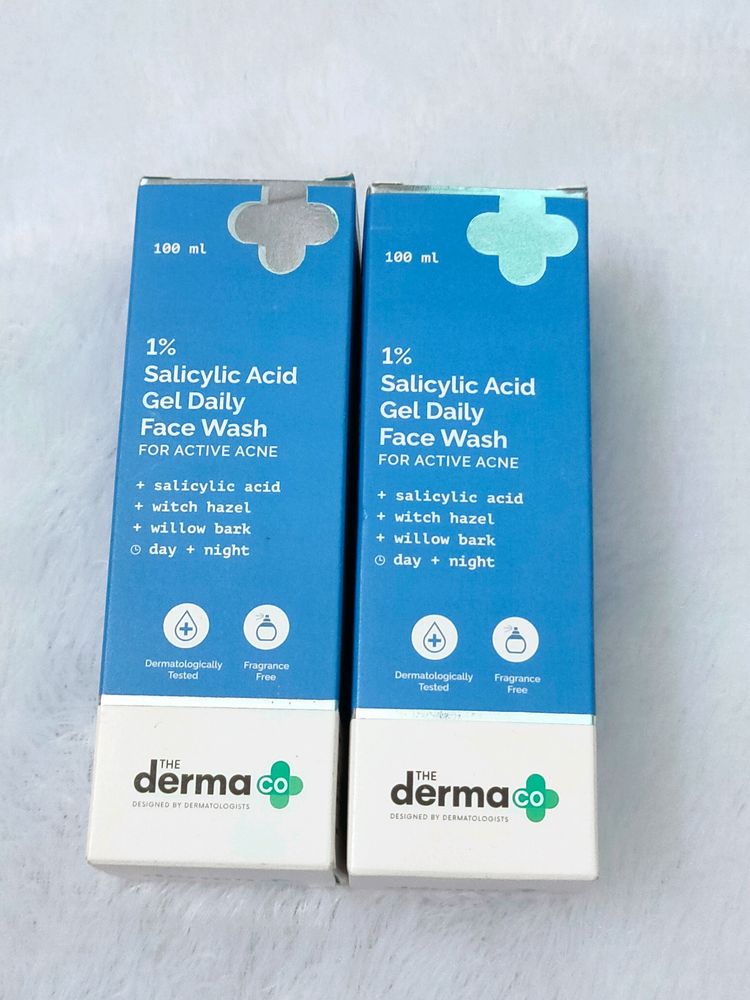 100 ml
1%
Salicylic Acid
Gel Daily
Face Wash
FOR ACTIVE ACNE
+ salicylic acid
+ witch hazel
+ willow bark
day + night
Dermatologically
Tested
Fragrance
Free
THE
derma co
DESIGNED BY DERMATOLOGISTS
100 ml
1%
Salicylic Acid
Gel Daily
Face Wash
FOR ACTIVE ACNE
+ salicylic acid
+ witch hazel
+ willow bark
day + night
Dermatologically
Tested
Fragrance
Free
THE
derma co
DESIGNED BY DERMATOLOGISTS